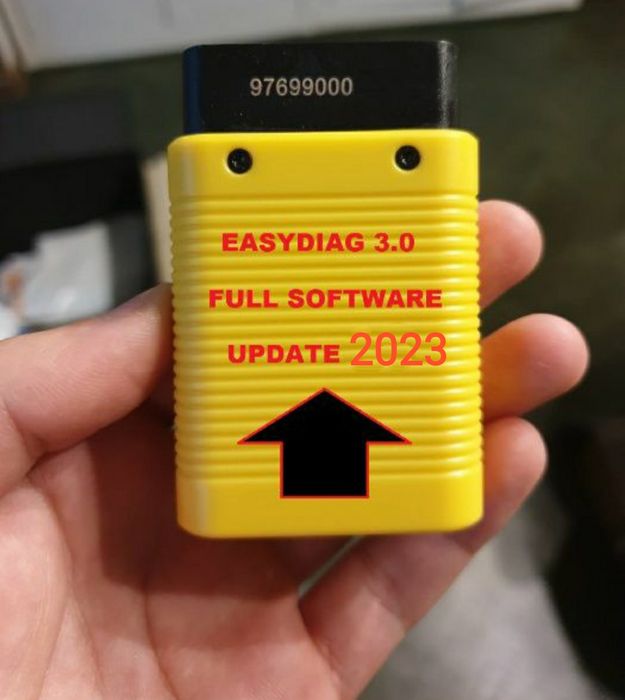 97699000
EASYDIAG 3.0
FULL SOFTWARE
UPDATE 2023